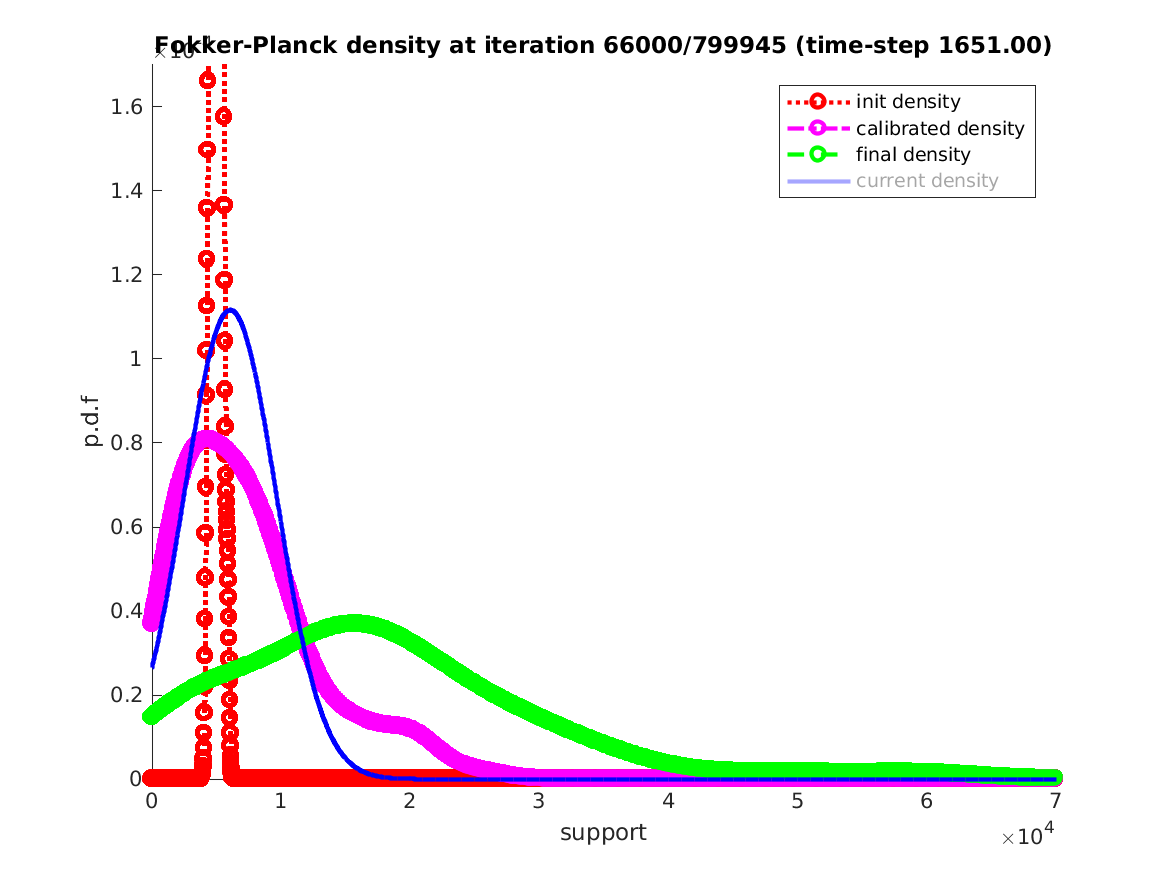 Fokker-Planck density at iteration 66000/799945 (time-step 1651.00)
init density
calibrated density
final density
current density
p.d.f
1.6
1.4
1.2
1
0.8
0.6
0.4
0.2
0
0 1 2 3 4 5 6 7
support
×10^4